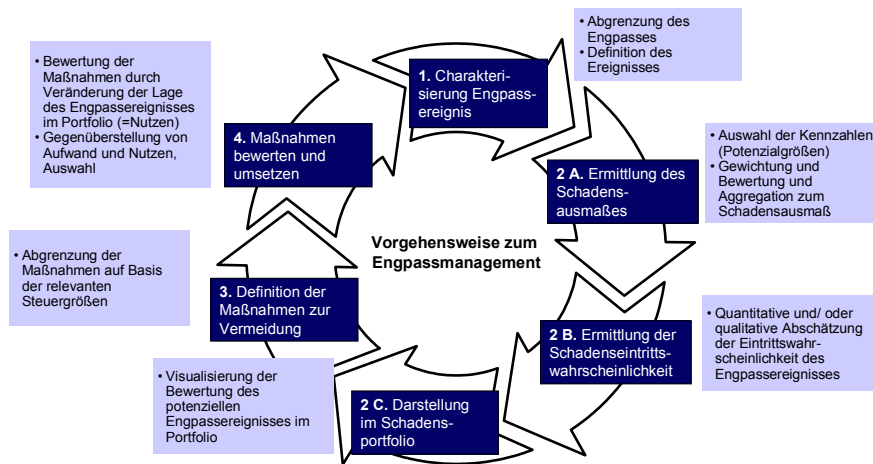 1. Charakteri-
sierung Engpass-
ereignis
• Abgrenzung des
Engpasses
• Definition des
Ereignisses
2 A. Ermittlung des
Schadens-
ausmaßes
• Auswahl der Kennzahlen
(Potenzialgrößen)
• Gewichtung und
Bewertung und
Aggregation zum
Schadensausmaß
2 B. Ermittlung der
Schadenseintritts-
wahrscheinlichkeit
• Quantitative und/ oder
qualitative Abschätzung
der Eintrittswahr-
scheinlichkeit des
Engpassereignisses
2 C. Darstellung
im Schadens-
portfolio
• Visualisierung der
Bewertung des
potenziellen
Engpassereignisses im
Portfolio
3. Definition der
Maßnahmen zur
Vermeidung
• Abgrenzung der
Maßnahmen auf Basis
der relevanten
Steuergrößen
4. Maßnahmen
bewerten und
umsetzen
• Bewertung der
Maßnahmen durch
Veränderung der Lage
des Engpassereignisses
im Portfolio (=Nutzen)
• Gegenüberstellung von
Aufwand und Nutzen,
Auswahl
Vorgehensweise zum
Engpassmanagement